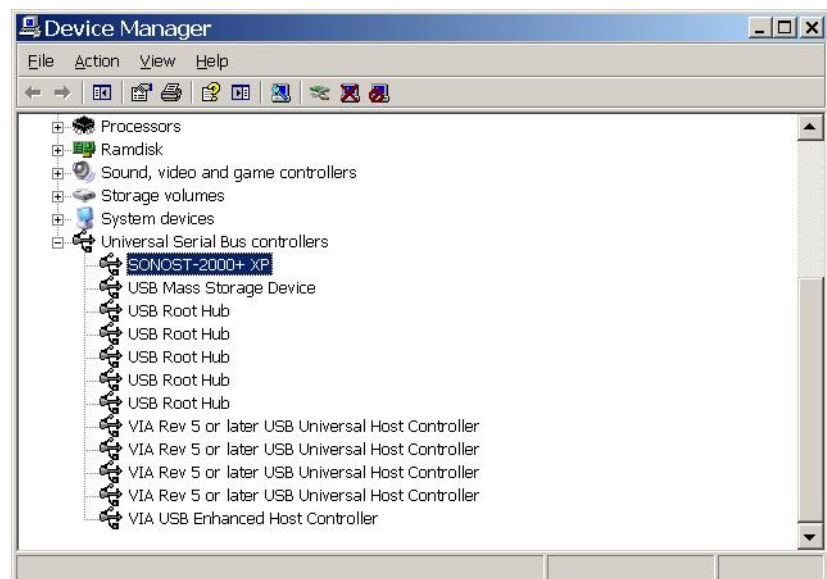 Device Manager
File Action View Help
Processors
Ramdisk
Sound, video and game controllers
Storage volumes
System devices
Universal Serial Bus controllers
SONOST-2000+ XP
USB Mass Storage Device
USB Root Hub
USB Root Hub
USB Root Hub
USB Root Hub
USB Root Hub
VIA Rev 5 or later USB Universal Host Controller
VIA Rev 5 or later USB Universal Host Controller
VIA Rev 5 or later USB Universal Host Controller
VIA Rev 5 or later USB Universal Host Controller
VIA USB Enhanced Host Controller